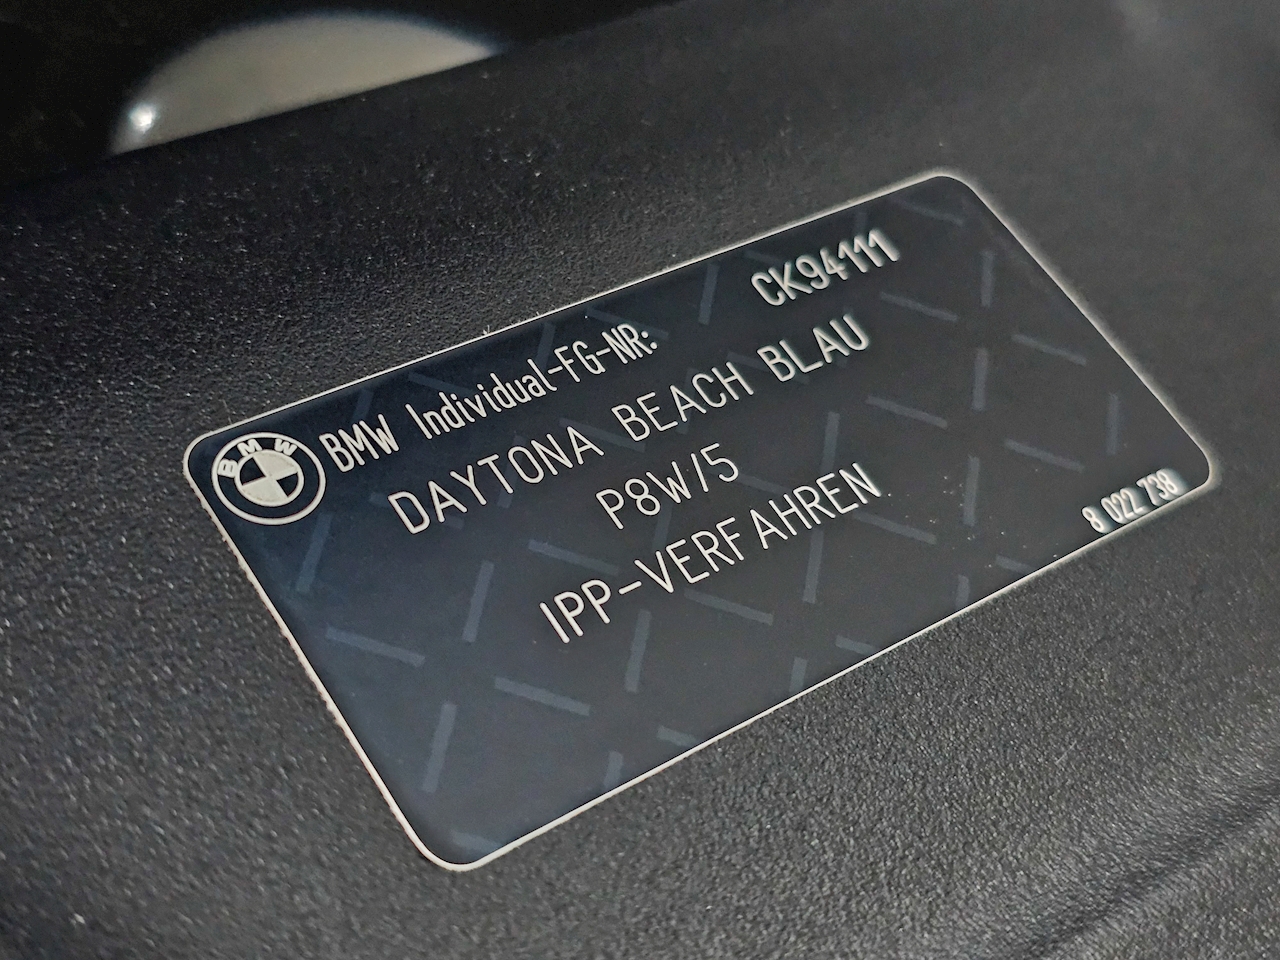 BMW
BMW Individual-FG-NR: CK94111
DAYTONA BEACH BLAU
P8W/5
IPP-VERFAHREN
8 022 738